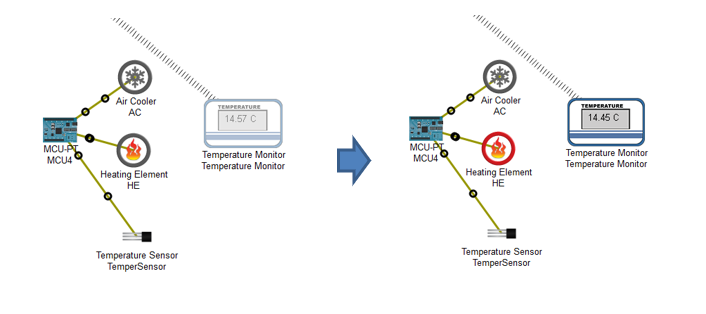 Air Cooler
AC
TEMPERATURE
14.57 C
MCU-PT
MCU4
Temperature Monitor
Temperature Monitor
Heating Element
HE
Temperature Sensor
TemperSensor
Air Cooler
AC
TEMPERATURE
14.45 C
MCU-PT
MCU4
Temperature Monitor
Temperature Monitor
Heating Element
HE
Temperature Sensor
TemperSensor